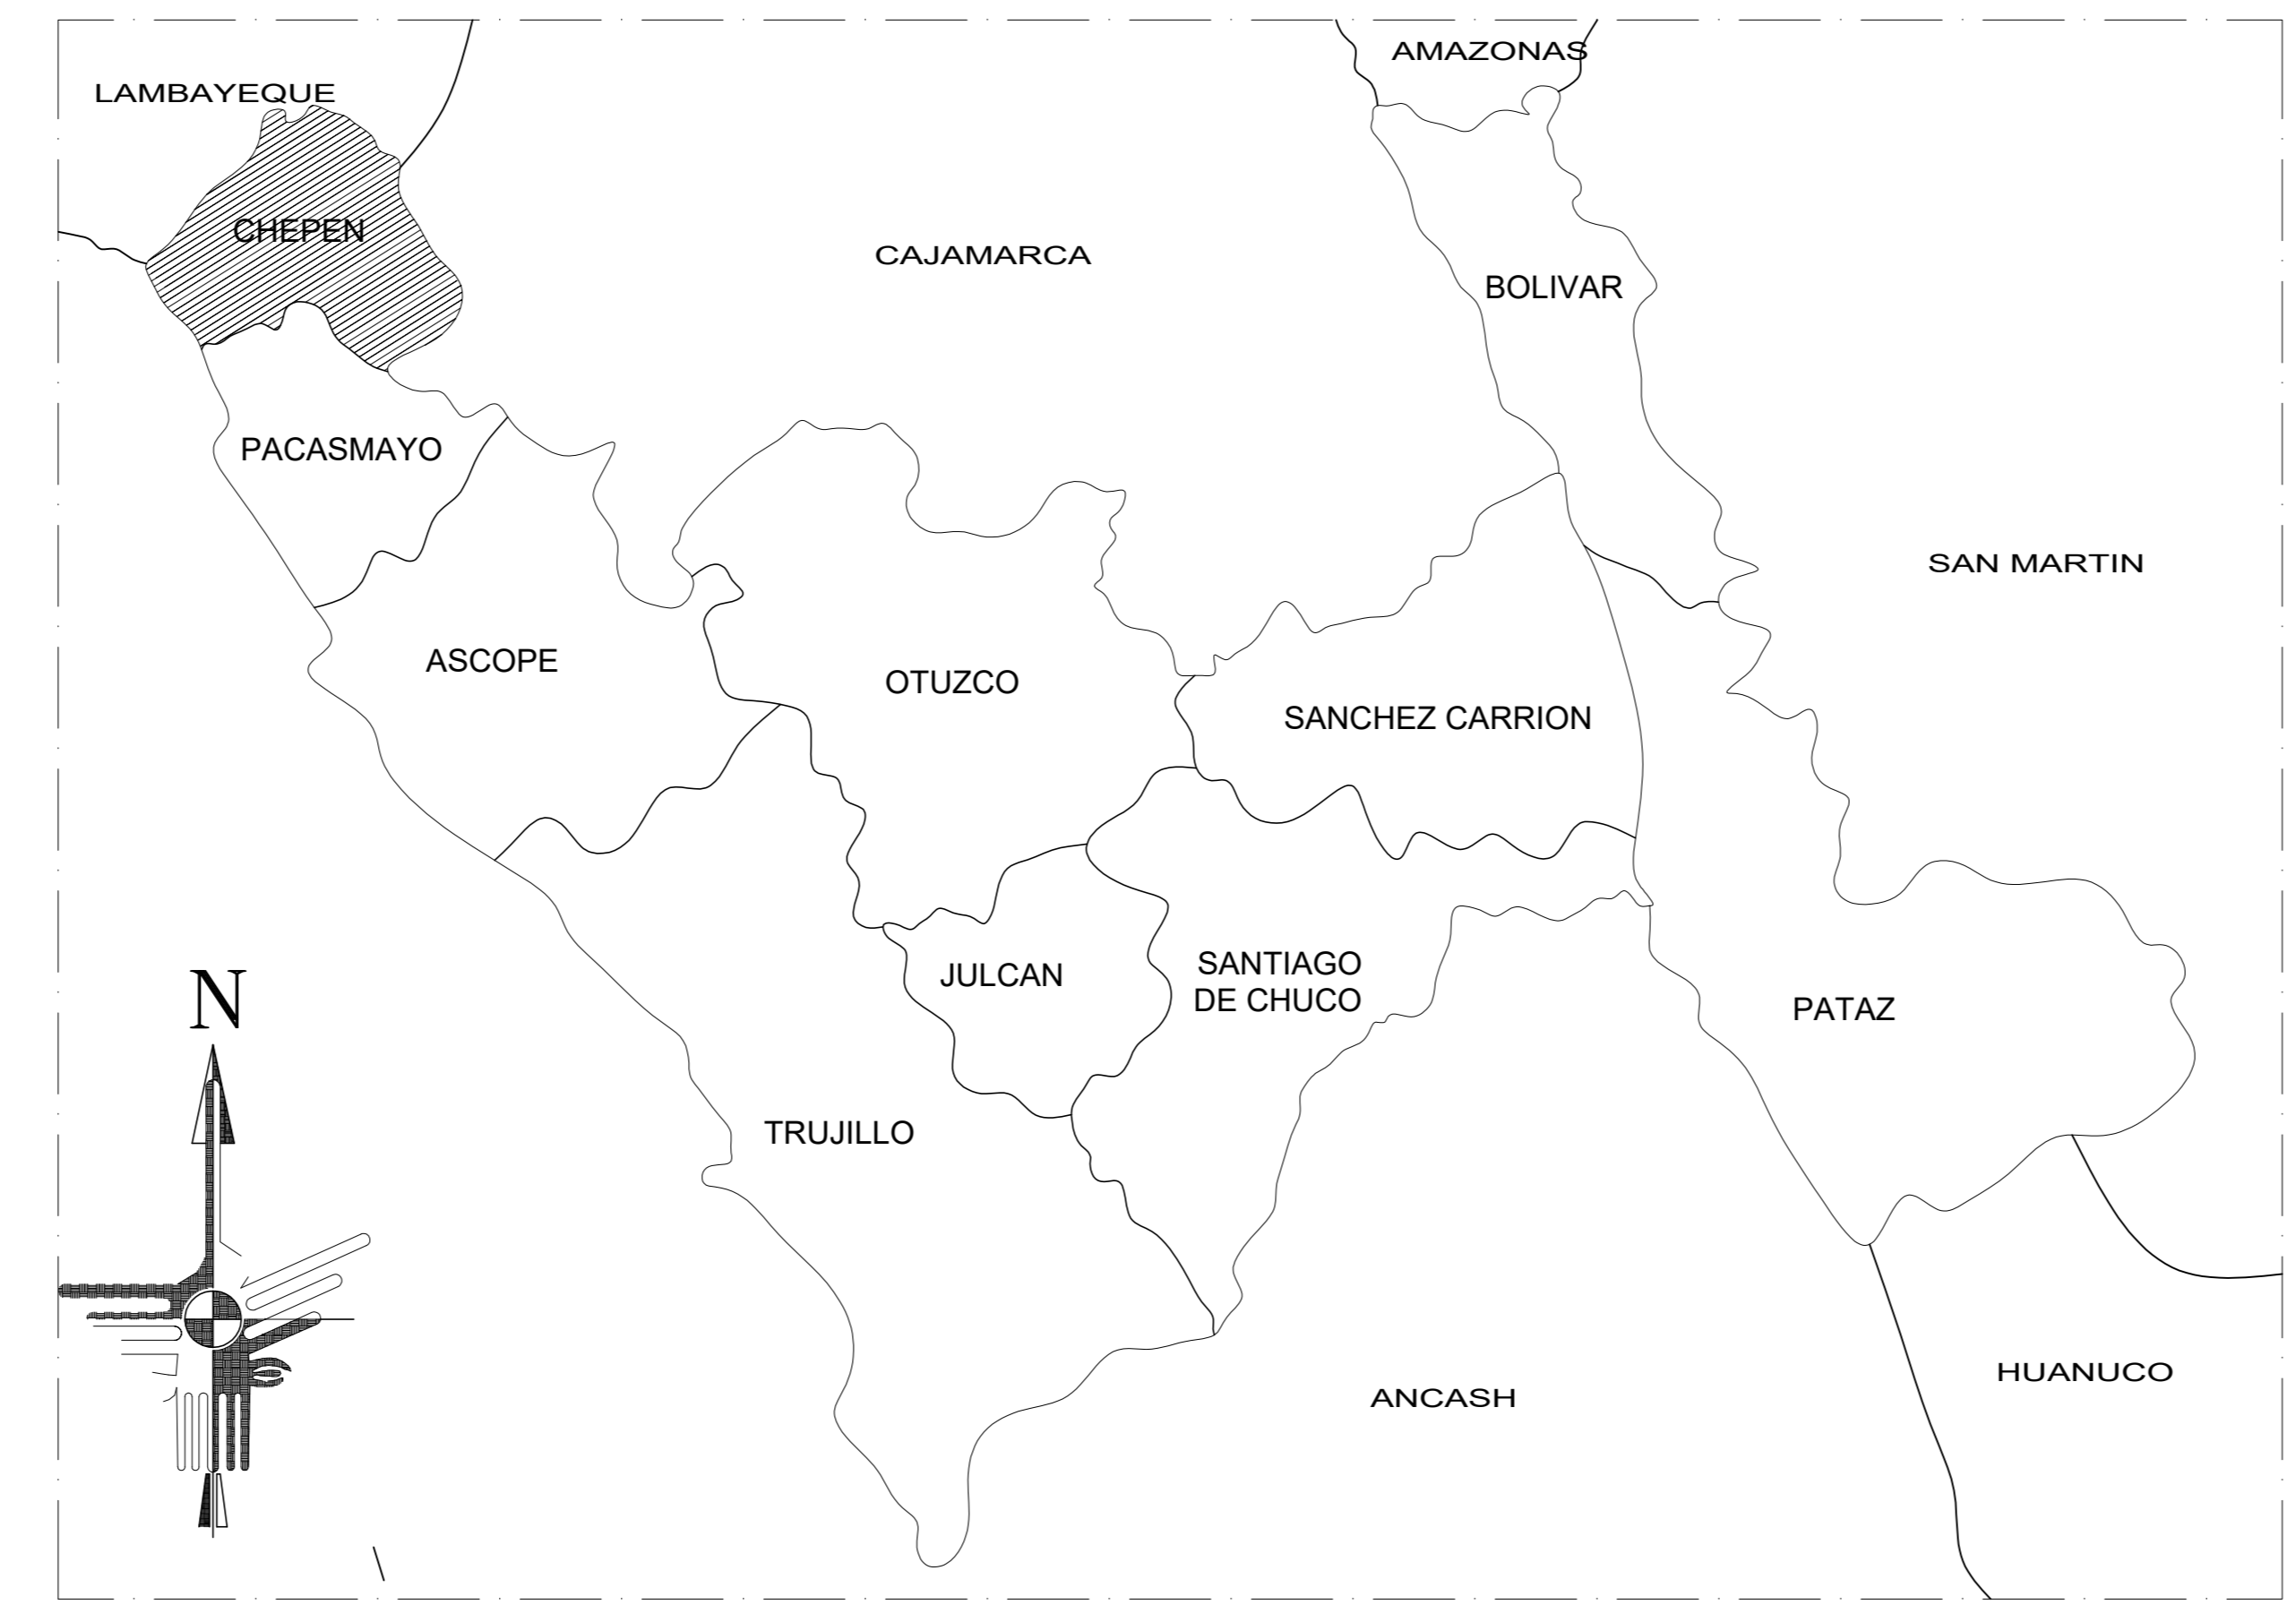 AMAZONAS
LAMBAYEQUE
CHEPEN
CAJAMARCA
BOLIVAR
PACASMAYO
SAN MARTIN
ASCOPE
OTUZCO
SANCHEZ CARRION
JULCAN
SANTIAGO
DE CHUCO
PATAZ
N
TRUJILLO
HUANUCO
ANCASH